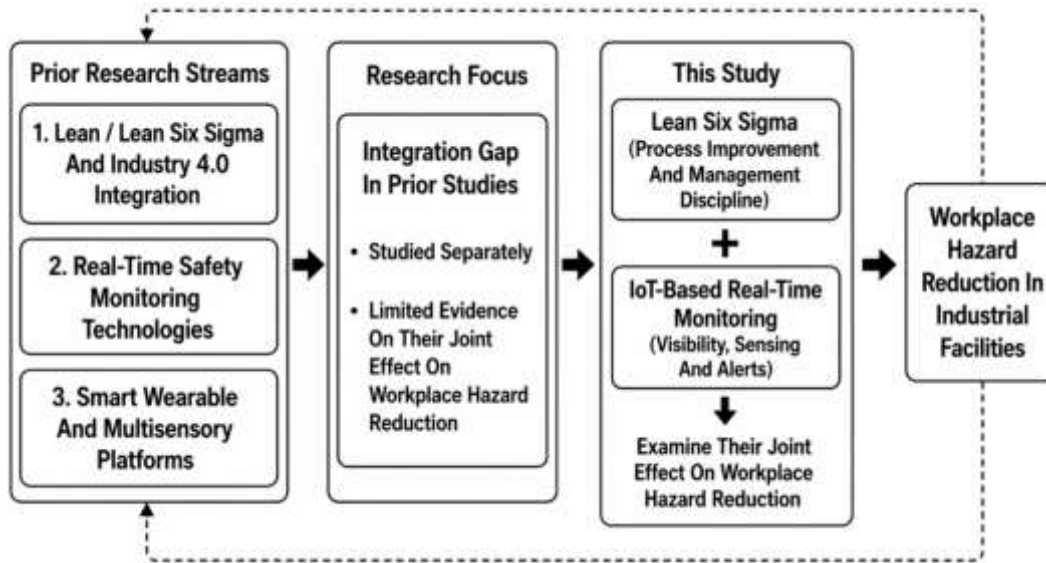 Prior Research Streams
1. Lean / Lean Six Sigma
And Industry 4.0
Integration
2. Real-Time Safety
Monitoring
Technologies
3. Smart Wearable
And Multisensory
Platforms
Research Focus
Integration Gap
In Prior Studies
• Studied Separately
• Limited Evidence
On Their Joint
Effect On
Workplace Hazard
Reduction
This Study
Lean Six Sigma
(Process Improvement
And Management
Discipline)
+
IoT-Based Real-Time
Monitoring
(Visibility, Sensing
And Alerts)
Examine Their Joint
Effect On Workplace
Hazard Reduction
Workplace
Hazard
Reduction In
Industrial
Facilities